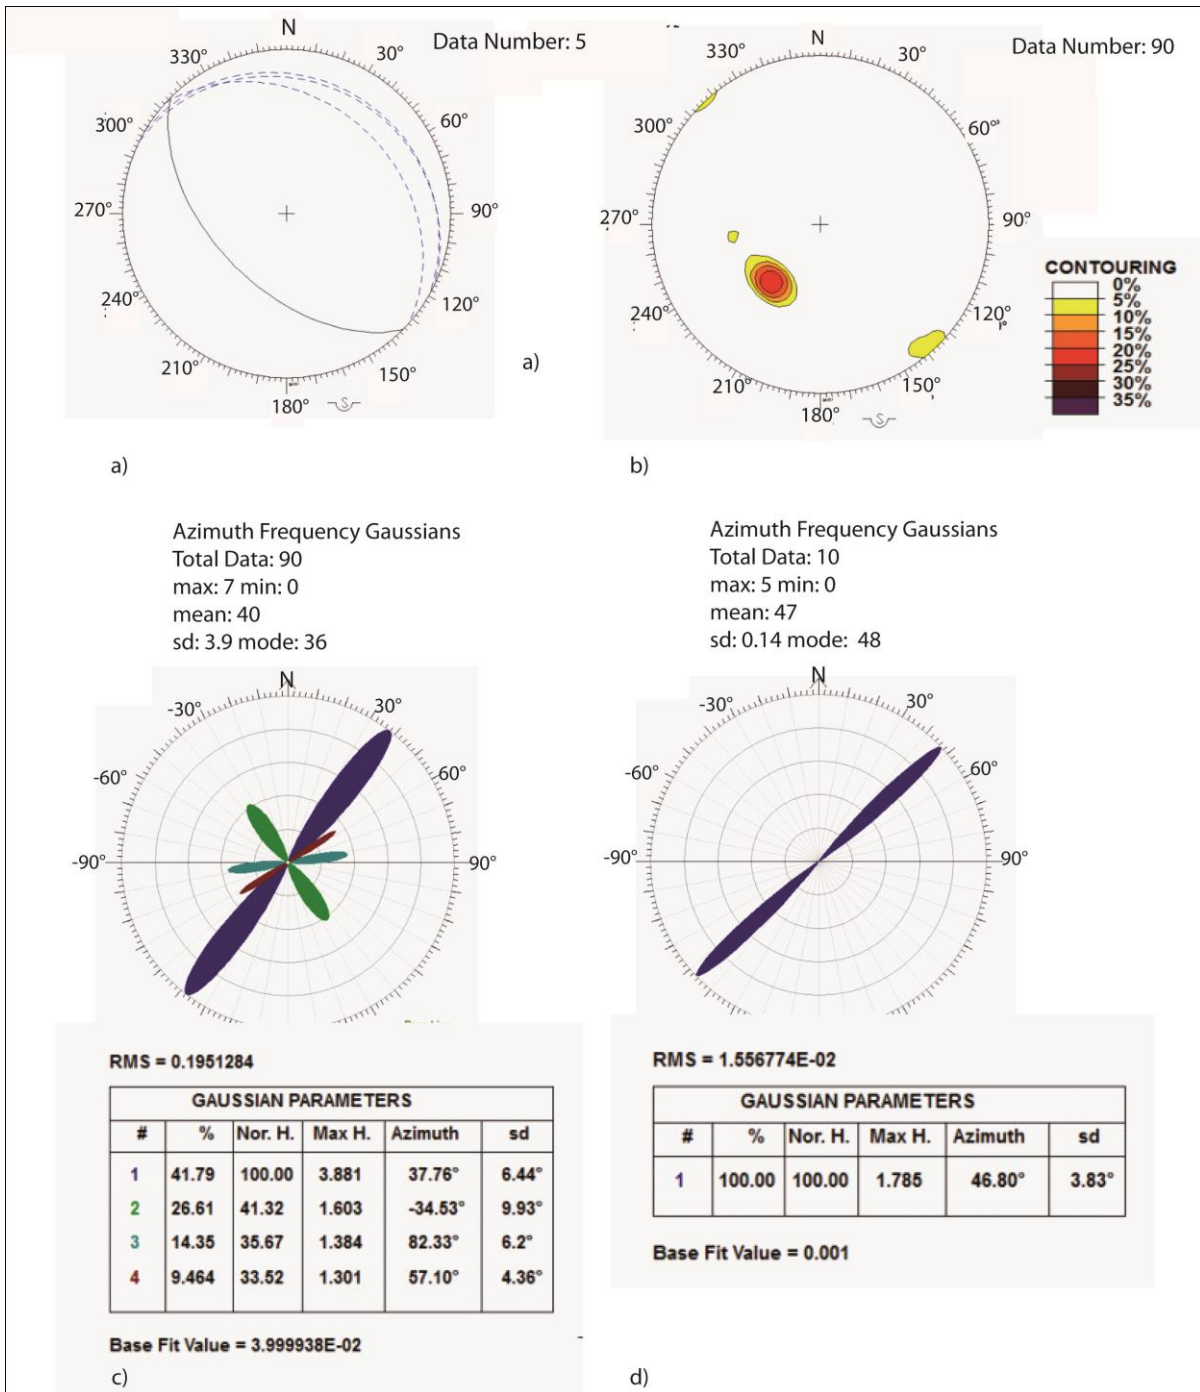 N
330°
30°
Data Number: 5
300°
60°
270°
90°
240°
120°
210°
150°
180°
S
a)
a)
N
330°
30°
Data Number: 90
300°
60°
270°
90°
240°
120°
210°
150°
180°
S
CONTOURING
0%
5%
10%
15%
20%
25%
30%
35%
b)
Azimuth Frequency Gaussians
Total Data: 90
max: 7 min: 0
mean: 40
sd: 3.9 mode: 36
N
-30°
30°
-60°
60°
-90°
90°
RMS = 0.1951284
GAUSSIAN PARAMETERS
# % Nor. H. Max H. Azimuth sd
1 41.79 100.00 3.881 37.76° 6.44°
2 26.61 41.32 1.603 -34.53° 9.93°
3 14.35 35.67 1.384 82.33° 6.2°
4 9.464 33.52 1.301 57.10° 4.36°
Base Fit Value = 3.999938E-02
c)
Azimuth Frequency Gaussians
Total Data: 10
max: 5 min: 0
mean: 47
sd: 0.14 mode: 48
N
-30°
30°
-60°
60°
-90°
90°
RMS = 1.556774E-02
GAUSSIAN PARAMETERS
# % Nor. H. Max H. Azimuth sd
1 100.00 100.00 1.785 46.80° 3.83°
Base Fit Value = 0.001
d)